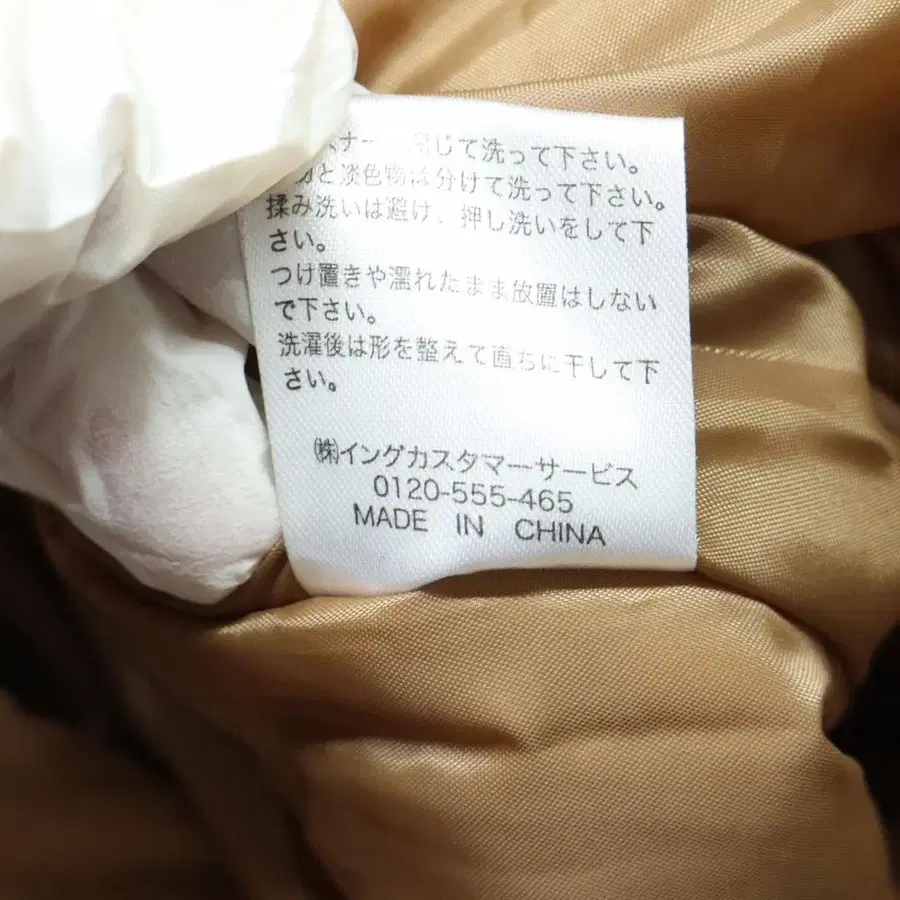 ナー 閉じて洗って下さい。
と淡色物は分けて洗って下さい。
揉み洗いは避け、押し洗いをして下
さい。
つけ置きや濡れたまま放置はしない
で下さい。
洗濯後は形を整えて直ちに干して下
さい。
㈱イングカスタマーサービス
0120-555-465
MADE IN CHINA